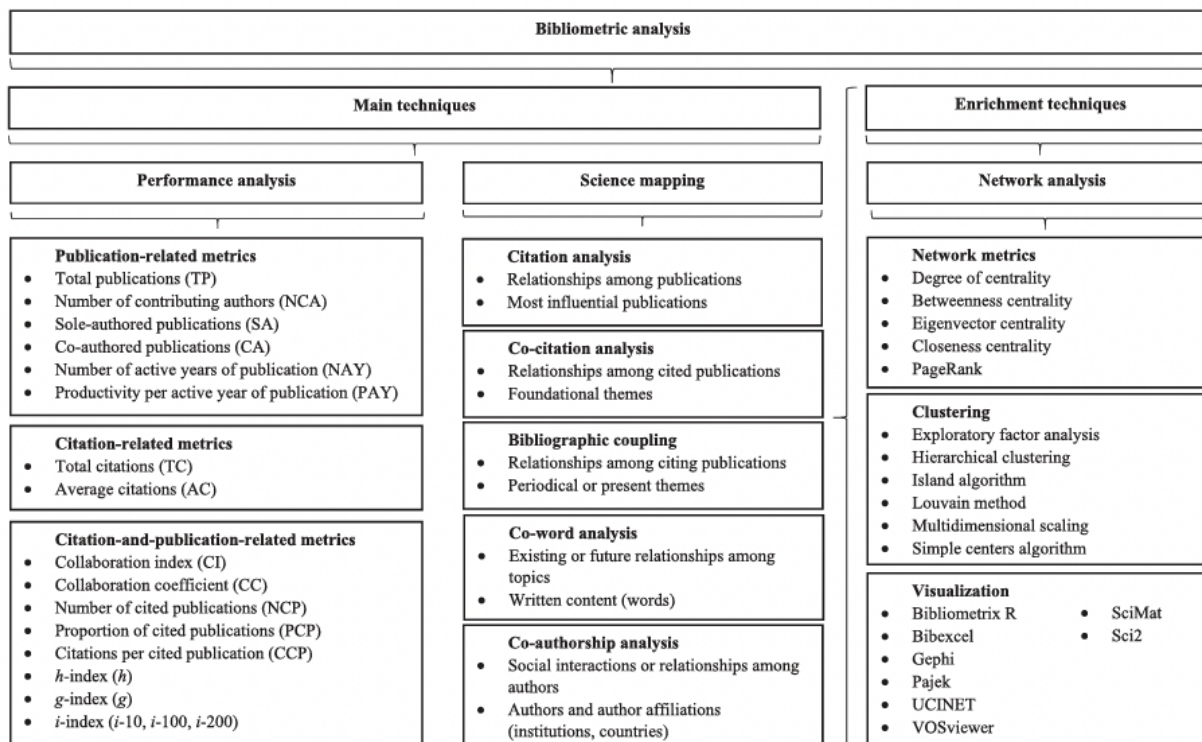 Bibliometric analysis
Main techniques
Enrichment techniques
Performance analysis
Science mapping
Network analysis
Publication-related metrics
• Total publications (TP)
• Number of contributing authors (NCA)
• Sole-authored publications (SA)
• Co-authored publications (CA)
• Number of active years of publication (NAY)
• Productivity per active year of publication (PAY)
Citation-related metrics
• Total citations (TC)
• Average citations (AC)
Citation-and-publication-related metrics
• Collaboration index (CI)
• Collaboration coefficient (CC)
• Number of cited publications (NCP)
• Proportion of cited publications (PCP)
• Citations per cited publication (CCP)
• h-index (h)
• g-index (g)
• i-index (i-10, i-100, i-200)
Citation analysis
• Relationships among publications
• Most influential publications
Co-citation analysis
• Relationships among cited publications
• Foundational themes
Bibliographic coupling
• Relationships among citing publications
• Periodical or present themes
Co-word analysis
• Existing or future relationships among
topics
• Written content (words)
Co-authorship analysis
• Social interactions or relationships among
authors
• Authors and author affiliations
(institutions, countries)
Network metrics
• Degree of centrality
• Betweenness centrality
• Eigenvector centrality
• Closeness centrality
• PageRank
Clustering
• Exploratory factor analysis
• Hierarchical clustering
• Island algorithm
• Louvain method
• Multidimensional scaling
• Simple centers algorithm
Visualization
• Bibliometrix R
• Bibexcel
• Gephi
• Pajek
• UCINET
• VOSviewer
• SciMat
• Sci2